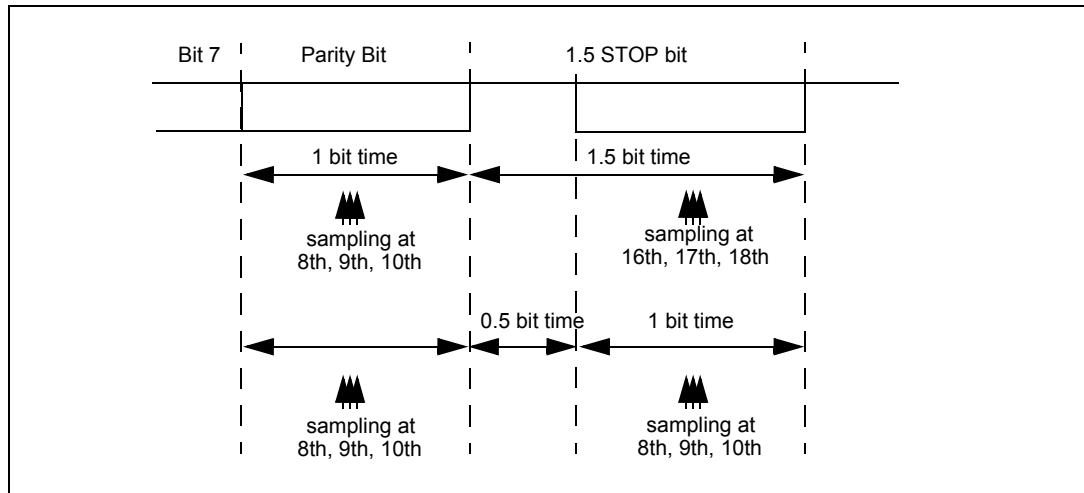 Bit 7 Parity Bit 1.5 STOP bit
1 bit time 1.5 bit time
sampling at sampling at
8th, 9th, 10th 16th, 17th, 18th
0.5 bit time 1 bit time
sampling at sampling at
8th, 9th, 10th 8th, 9th, 10th